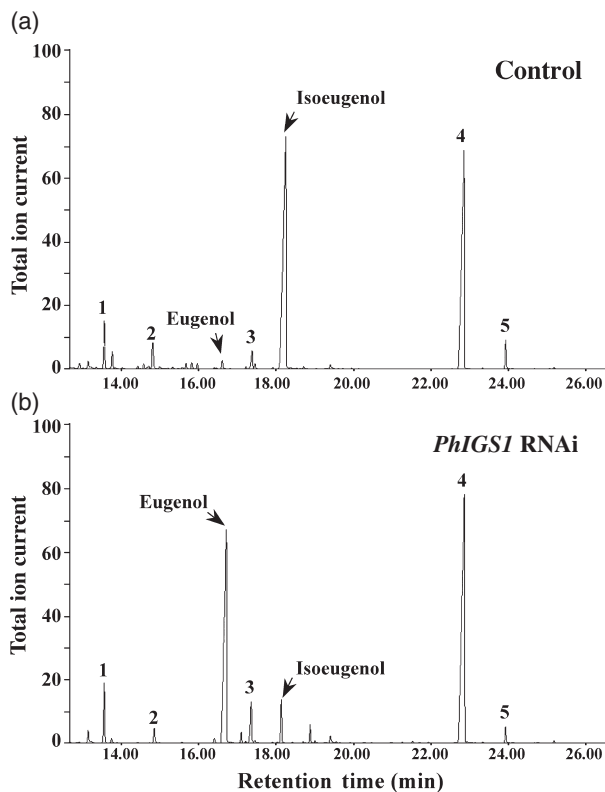 (a)
Total ion current
100
80
60
40
20
0
Control
Isoeugenol
Eugenol
1
2
3
4
5
14.00 16.00 18.00 20.00 22.00 24.00 26.00
(b)
Total ion current
100
80
60
40
20
0
PhIGS1 RNAi
Eugenol
Isoeugenol
1
2
3
4
5
14.00 16.00 18.00 20.00 22.00 24.00 26.00
Retention time (min)